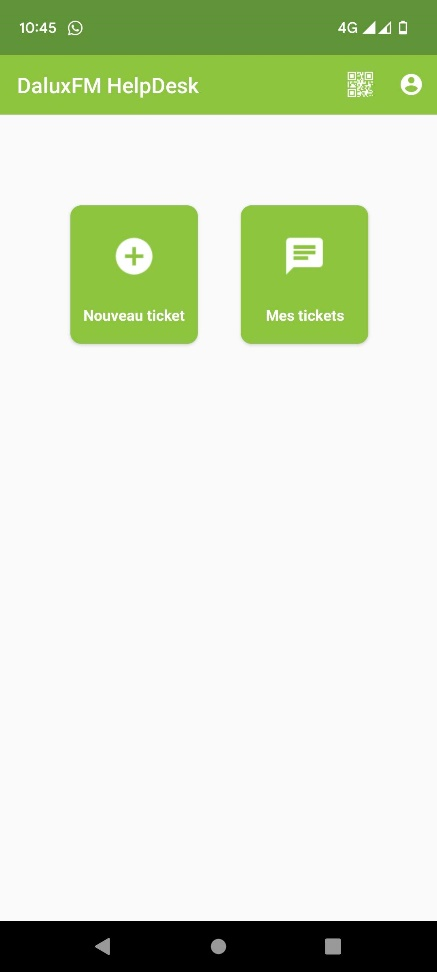 10:45
4G
DaluxFM HelpDesk
Nouveau ticket
Mes tickets